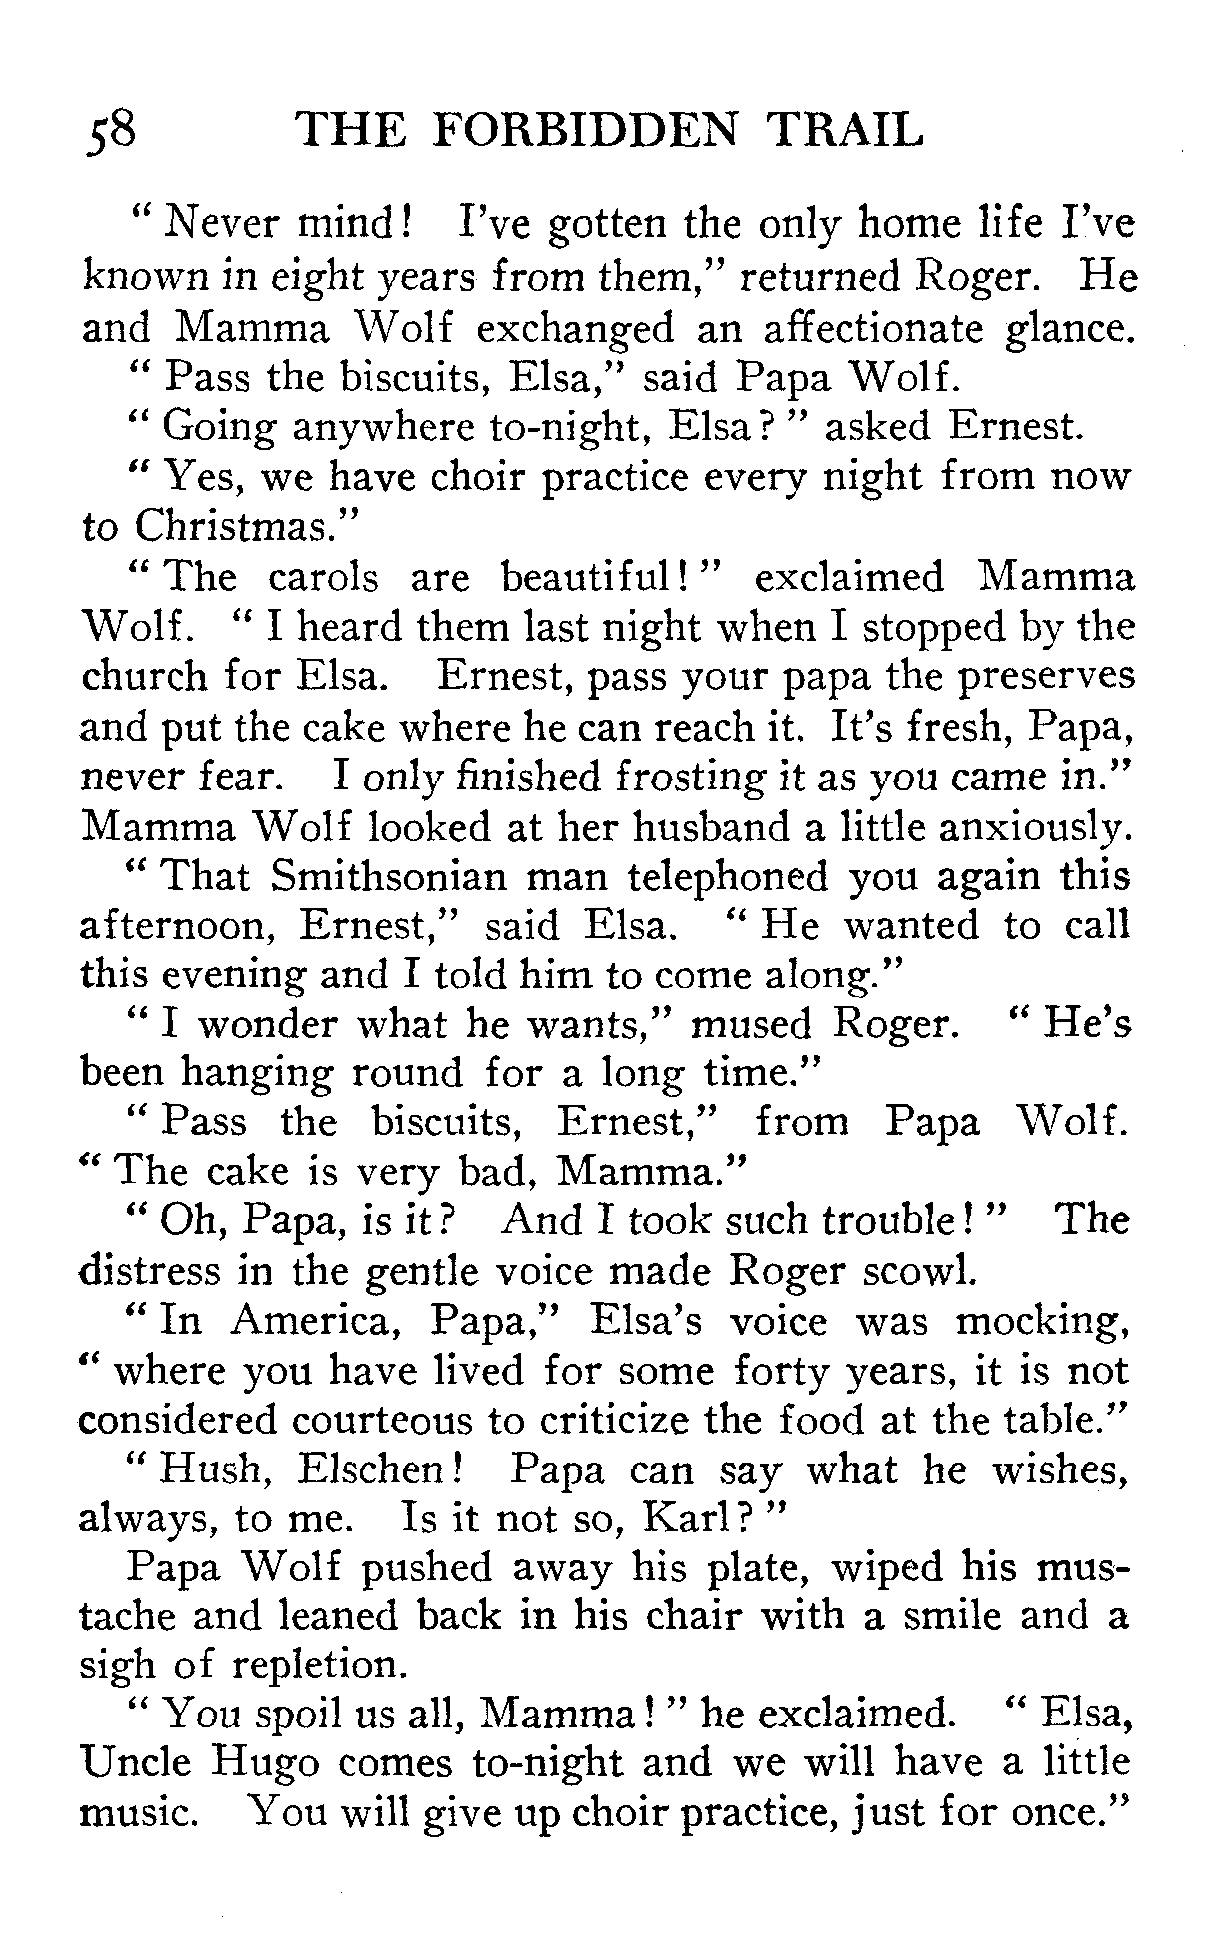 58 THE FORBIDDEN TRAIL
" Never mind! I've gotten the only home life I've
known in eight years from them," returned Roger. He
and Mamma Wolf exchanged an affectionate glance.
" Pass the biscuits, Elsa," said Papa Wolf.
" Going anywhere to-night, Elsa? " asked Ernest.
" Yes, we have choir practice every night from now
to Christmas."
" The carols are beautiful! " exclaimed Mamma
Wolf. " I heard them last night when I stopped by the
church for Elsa. Ernest, pass your papa the preserves
and put the cake where he can reach it. It's fresh, Papa,
never fear. I only finished frosting it as you came in."
Mamma Wolf looked at her husband a little anxiously.
" That Smithsonian man telephoned you again this
afternoon, Ernest," said Elsa. " He wanted to call
this evening and I told him to come along."
" I wonder what he wants," mused Roger. " He's
been hanging round for a long time."
" Pass the biscuits, Ernest," from Papa Wolf.
" The cake is very bad, Mamma."
" Oh, Papa, is it? And I took such trouble! " The
distress in the gentle voice made Roger scowl.
" In America, Papa," Elsa's voice was mocking,
" where you have lived for some forty years, it is not
considered courteous to criticize the food at the table."
" Hush, Elschen! Papa can say what he wishes,
always, to me. Is it not so, Karl? "
Papa Wolf pushed away his plate, wiped his mus-
tache and leaned back in his chair with a smile and a
sigh of repletion.
" You spoil us all, Mamma! " he exclaimed. " Elsa,
Uncle Hugo comes to-night and we will have a little
music. You will give up choir practice, just for once."